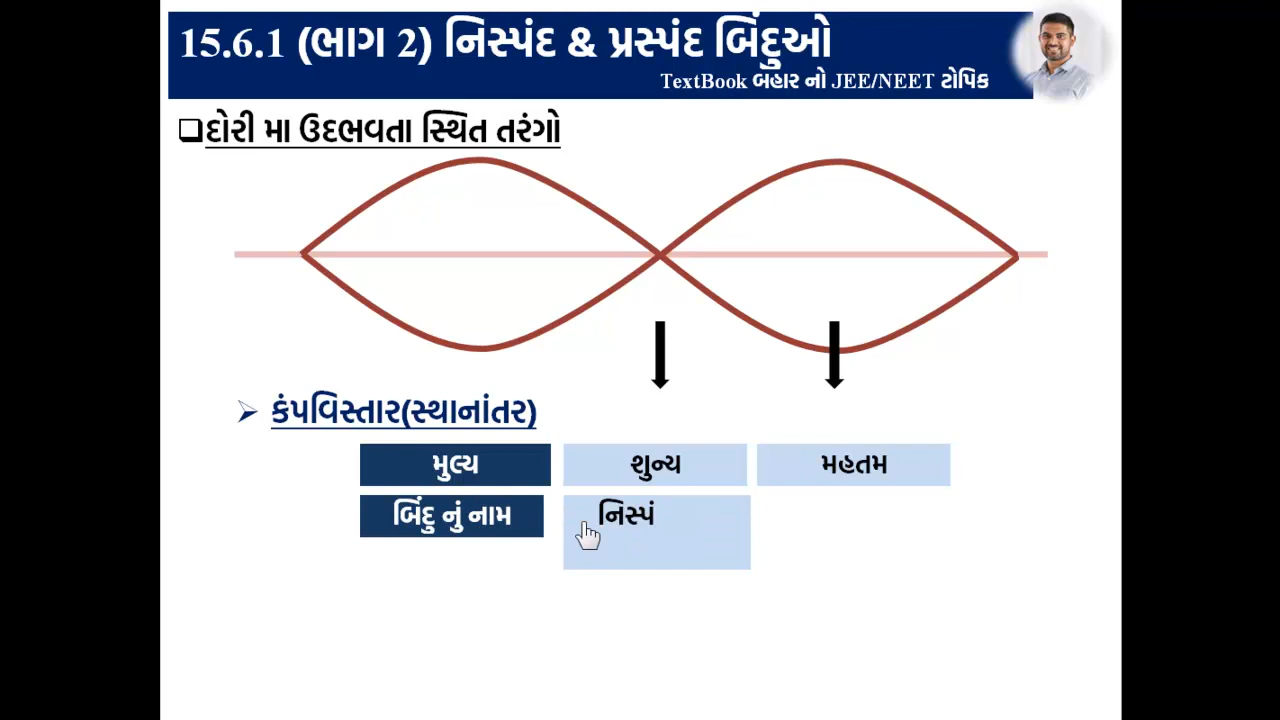 15.6.1 (ભાગ 2) નિસ્પંદ & પ્રસ્પંદ બિંદુઓ
TextBook બહાર નો JEE/NEET ટોપિક
દોરી મા ઉદભવતા સ્થિત તરંગો
કંપવિસ્તાર(સ્થાનાંતર)
મુલ્ય શુન્ય મહતમ
બિંદુ નું નામ નિસ્પં